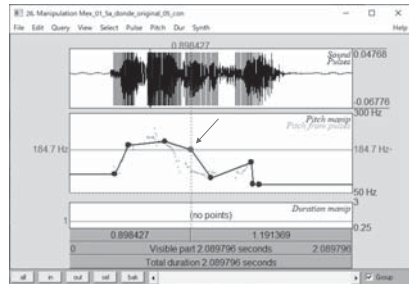 26. Manipulation Mex_01_5a_donde_original_05_con
File Edit Query View Select Pulse Pitch Dur Synth Help
0.898427
Sound
Pulses
0.04768
-0.06776
300 Hz
Pitch manip
Pitch from pulses
184.7 Hz
184.7 Hz
50 Hz
Duration manip
3
1
(no points)
0.25
0.898427 1.191369
0 Visible part 2.089796 seconds 2.089796
Total duration 2.089796 seconds
all in out sel bak Group